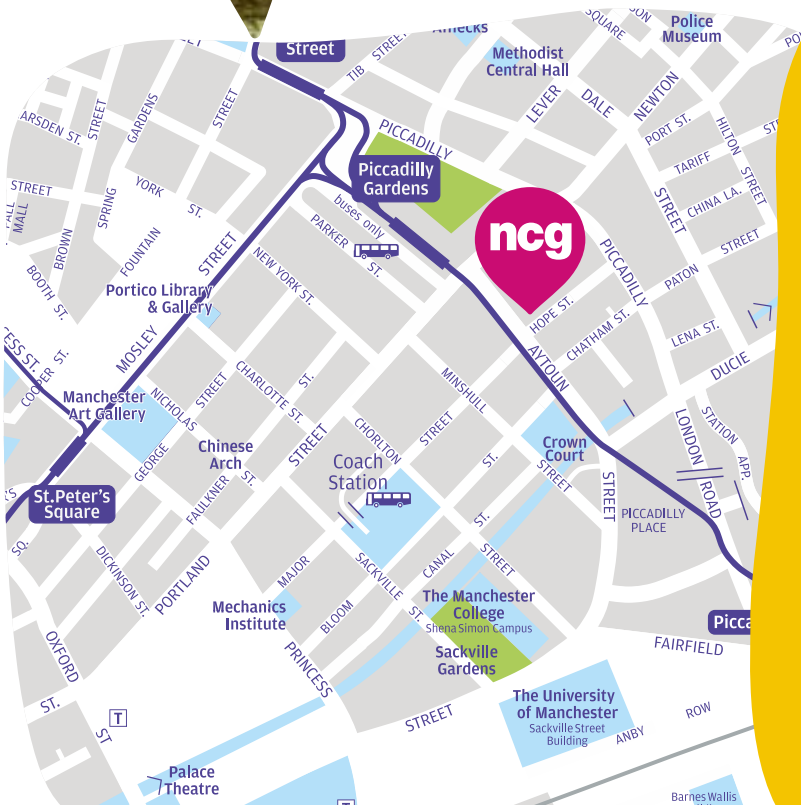 Street
TIB
STREET
Methodist
Central Hall
SQUARE
Police
Museum
LEVER
DALE
NEWTON
PORT ST.
HILTON
STREET
TARIFF
CHINA LA.
STREET
STREET
PICCADILLY
Piccadilly
Gardens
buses only
PARKER
ST.
ncg
PICCADILLY
PATON
STREET
HOPE ST.
CHATHAM ST.
LENA ST.
DUCIE
AYTOUN
STREET
GARDENS
STREET
STREET
YORK
ST.
SPRING
FOUNTAIN
BROWN
MALL
BOOTH ST.
STREET
MOSLEY
NEW YORK ST.
Portico Library
& Gallery
COOPER ST.
Manchester
Art Gallery
NICHOLAS
STREET
GEORGE
CHARLOTTE ST.
ST.
Chinese
Arch
FAULKNER
ST.
STREET
PORTLAND
MINSHULL
STREET
CHORLTON
STREET
ST.
Coach
Station
Crown
Court
LONDON
ROAD
STATION
APP.
PICCADILLY
PLACE
St.Peter's
Square
SQ.
DICKINSON ST.
MAJOR
SACKVILLE
ST.
CANAL
ST.
STREET
BLOOM
Mechanics
Institute
PRINCESS
STREET
The Manchester
College
Shena Simon Campus
Sackville
Gardens
FAIRFIELD
OXFORD
ST.
ST
T
Palace
Theatre
The University
of Manchester
Sackville Street
Building
ROW
Barnes Wallis